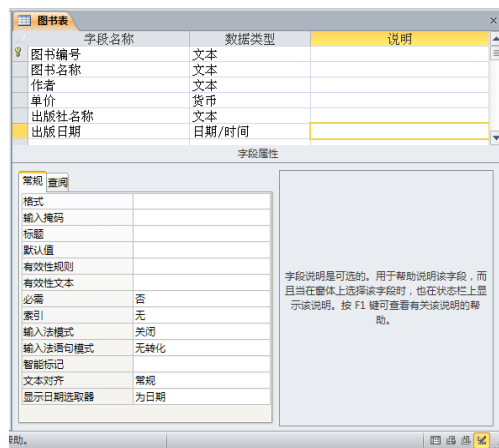 图书表
字段名称 数据类型 说明
图书编号 文本
图书名称 文本
作者 文本
单价 货币
出版社名称 文本
出版日期 日期/时间
字段属性
常规 查阅
格式
输入掩码
标题
默认值
有效性规则
有效性文本
必需 否
索引 无
输入法模式 关闭
输入法语句模式 无转化
智能标记
文本对齐 常规
显示日期选取器 为日期
字段说明是可选的。用于帮助说明该字段，而
且当在窗体上选择该字段时，也在状态栏上显
示该说明。按 F1 键可查看有关该说明的帮
助。
帮助。